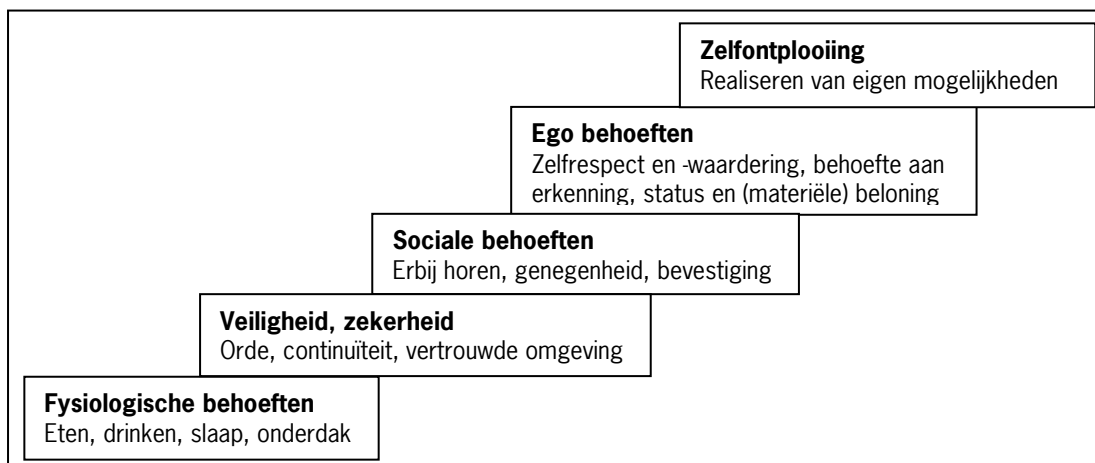 Zelfontplooiing
Realiseren van eigen mogelijkheden
Ego behoeften
Zelfrespect en -waardering, behoefte aan
erkenning, status en (materiële) beloning
Sociale behoeften
Erbij horen, genegenheid, bevestiging
Veiligheid, zekerheid
Orde, continuïteit, vertrouwde omgeving
Fysiologische behoeften
Eten, drinken, slaap, onderdak